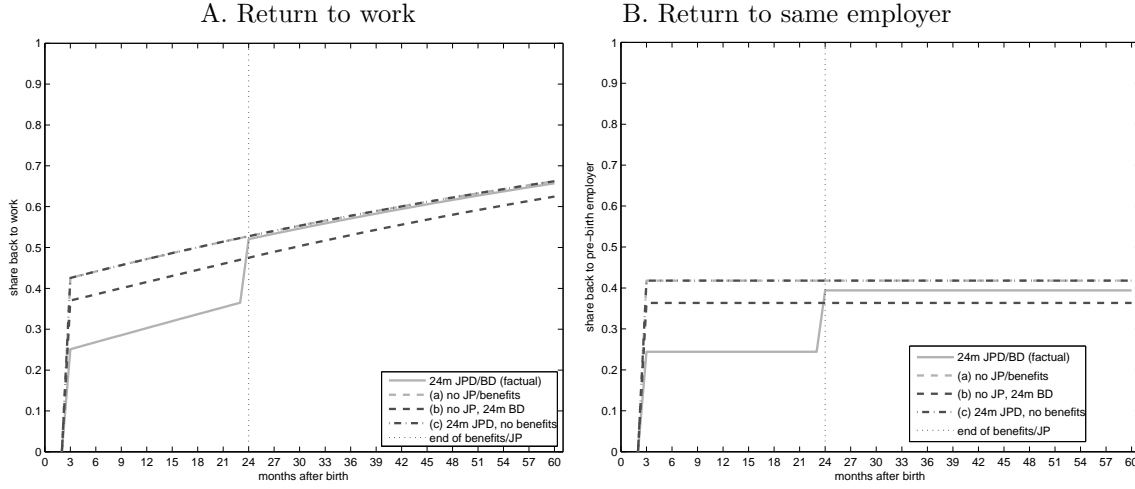 A. Return to work
1
0.9
0.8
0.7
0.6
0.5
0.4
0.3
0.2
0.1
0
share back to work
0 3 6 9 12 15 18 21 24 27 30 33 36 39 42 45 48 51 54 57 60
months after birth
24m JPD/BD (factual)
(a) no JP/benefits
(b) no JP, 24m BD
(c) 24m JPD, no benefits
end of benefits/JP
B. Return to same employer
1
0.9
0.8
0.7
0.6
0.5
0.4
0.3
0.2
0.1
0
share back to pre−birth employer
0 3 6 9 12 15 18 21 24 27 30 33 36 39 42 45 48 51 54 57 60
months after birth
24m JPD/BD (factual)
(a) no JP/benefits
(b) no JP, 24m BD
(c) 24m JPD, no benefits
end of benefits/JP